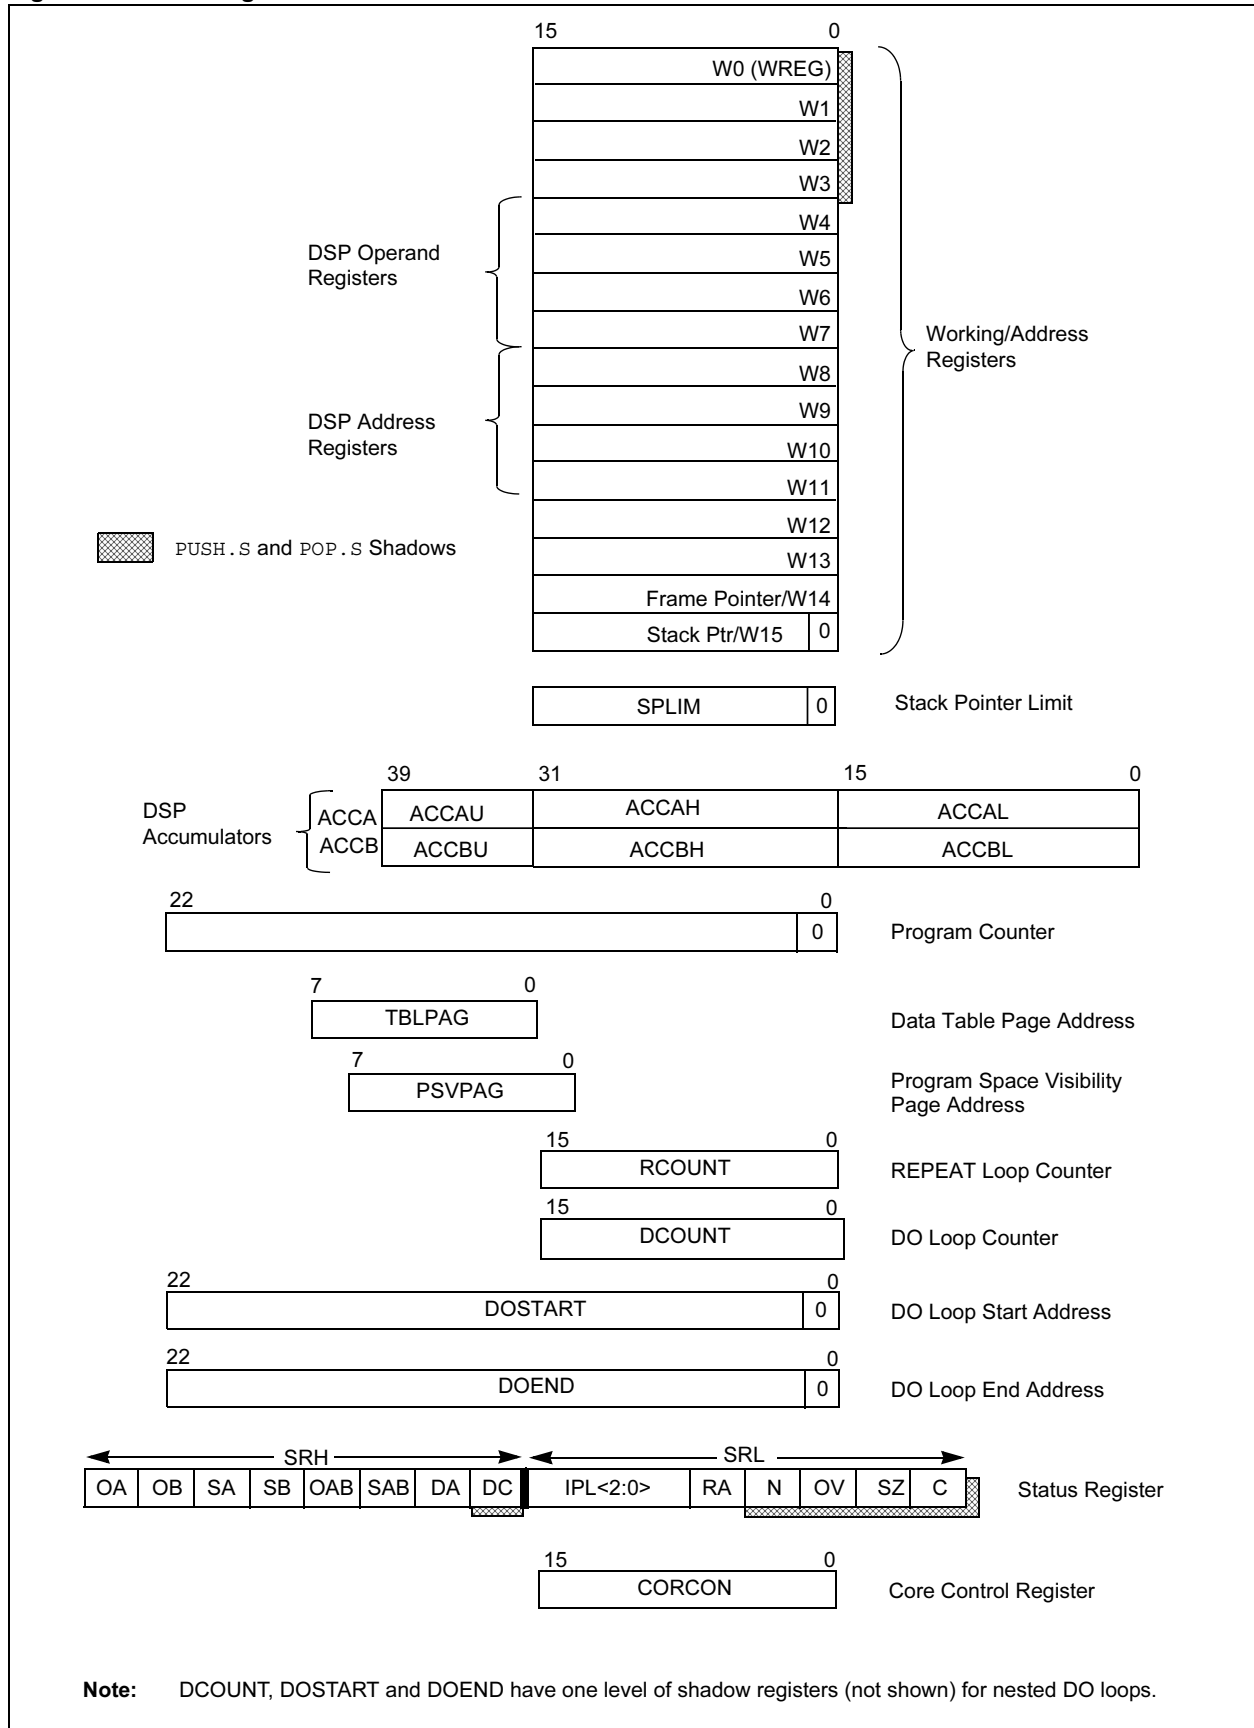 15 0
W0 (WREG)
W1
W2
W3
W4
DSP Operand
Registers
W5
W6
W7
Working/Address
Registers
W8
DSP Address
Registers
W9
W10
W11
PUSH.S and POP.S Shadows
W12
W13
Frame Pointer/W14
Stack Ptr/W15 0
SPLIM 0 Stack Pointer Limit
39 31 15 0
DSP
Accumulators
ACCA ACCAU ACCAH ACCAL
ACCB ACCBU ACCBH ACCBL
22 0
0 Program Counter
7 0
TBLPAG Data Table Page Address
7 0
PSVPAG Program Space Visibility
Page Address
15 0
RCOUNT REPEAT Loop Counter
15 0
DCOUNT DO Loop Counter
22 0
DOSTART 0 DO Loop Start Address
22 0
DOEND 0 DO Loop End Address
SRH SRL
OA OB SA SB OAB SAB DA DC IPL<2:0> RA N OV SZ C Status Register
15 0
CORCON Core Control Register
Note: DCOUNT, DOSTART and DOEND have one level of shadow registers (not shown) for nested DO loops.